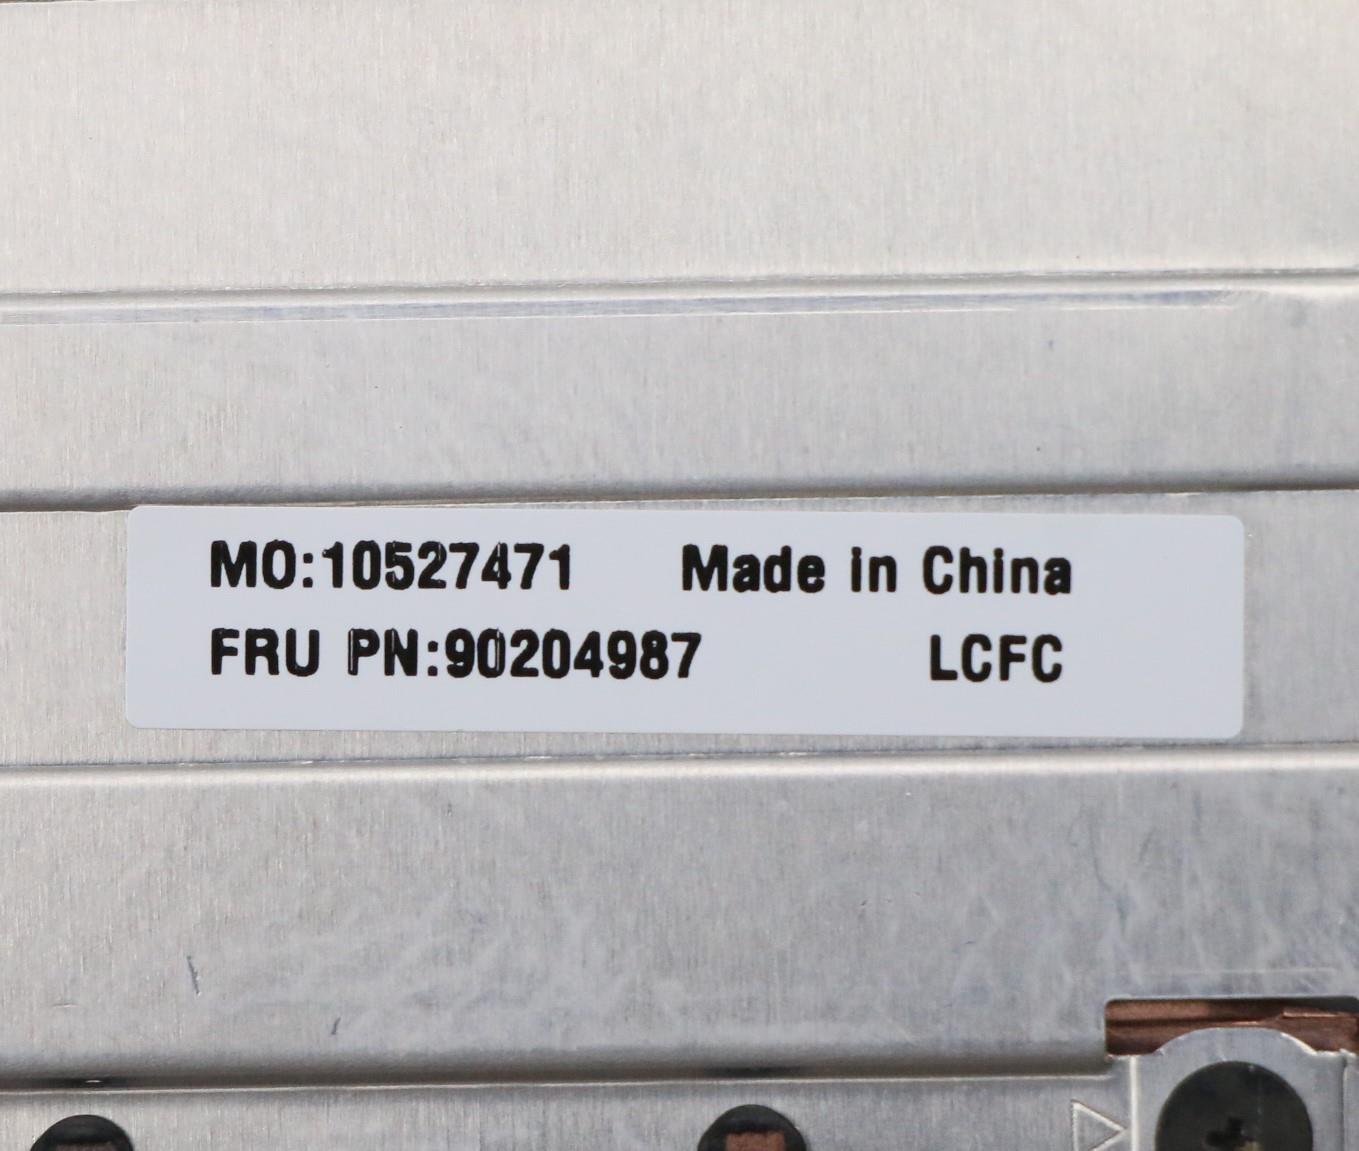 MO:10527471 Made in China
FRU PN:90204987 LCFC